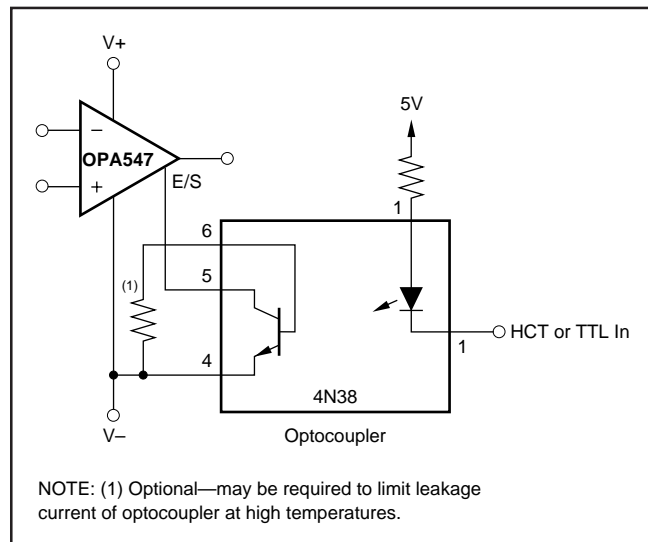 V+
5V
−
OPA547
+
E/S
1
6
5
(1)
HCT or TTL In
1
4
4N38
V–
Optocoupler
NOTE: (1) Optional—may be required to limit leakage
current of optocoupler at high temperatures.